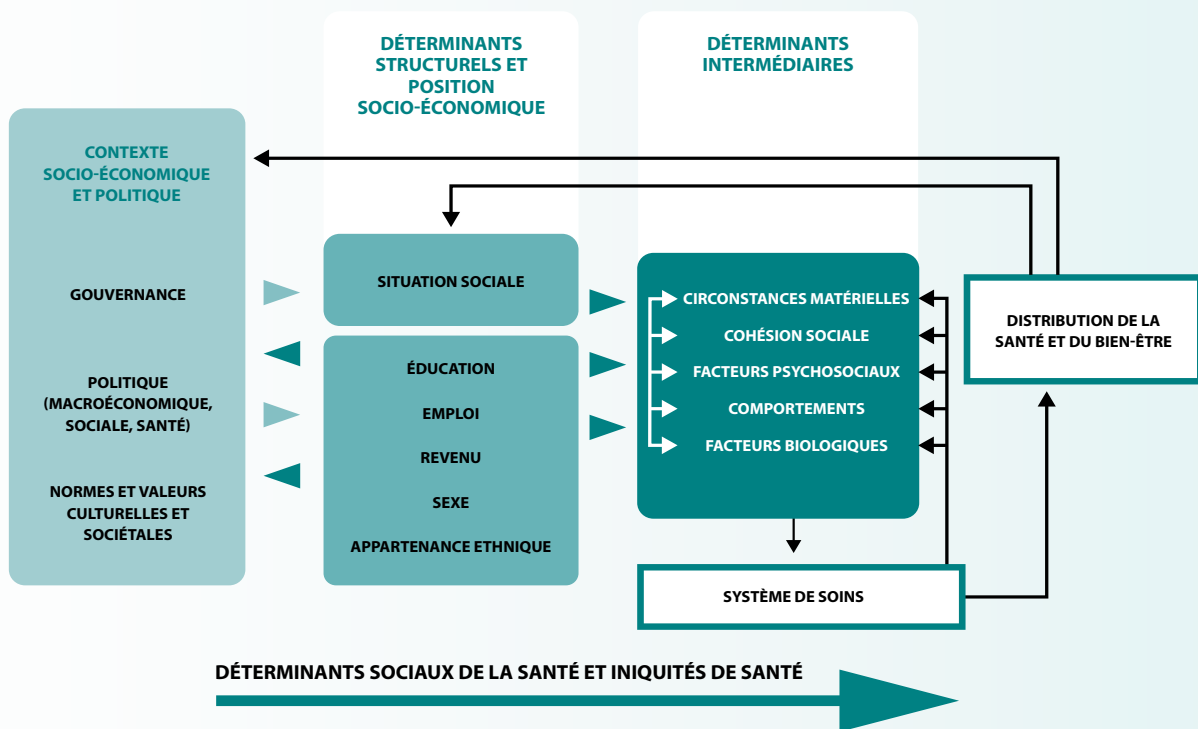 DÉTERMINANTS
STRUCTURELS ET
POSITION
SOCIO-ÉCONOMIQUE
DÉTERMINANTS
INTERMÉDIAIRES
CONTEXTE
SOCIO-ÉCONOMIQUE
ET POLITIQUE
GOUVERNANCE
POLITIQUE
(MACROÉCONOMIQUE,
SOCIALE, SANTÉ)
NORMES ET VALEURS
CULTURELLES ET
SOCIÉTALES
SITUATION SOCIALE
ÉDUCATION
EMPLOI
REVENU
SEXE
APPARTENANCE ETHNIQUE
CIRCONSTANCES MATÉRIELLES
COHÉSION SOCIALE
FACTEURS PSYCHOSOCIAUX
COMPORTEMENTS
FACTEURS BIOLOGIQUES
SYSTÈME DE SOINS
DISTRIBUTION DE LA
SANTÉ ET DU BIEN-ÊTRE
DÉTERMINANTS SOCIAUX DE LA SANTÉ ET INIQUITÉS DE SANTÉ